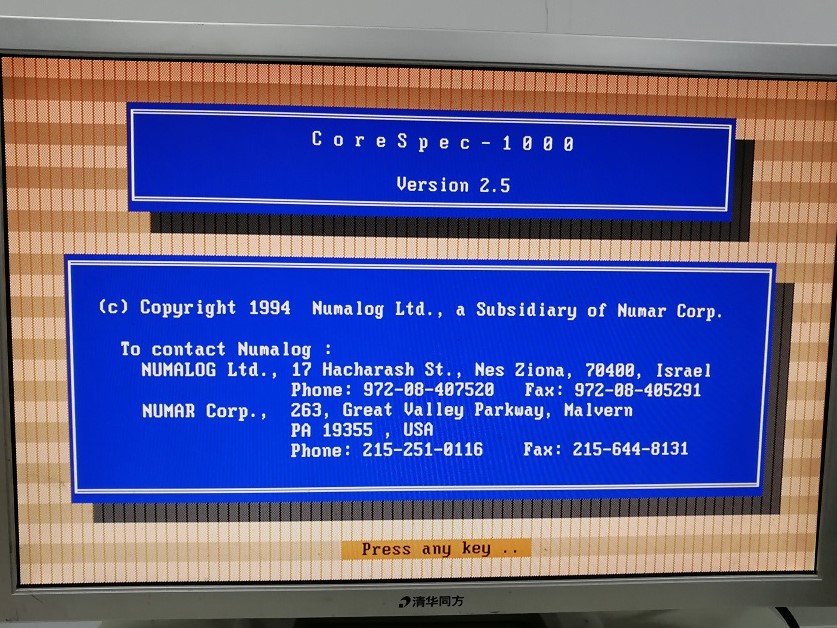 CoreSpec-1000
Version 2.5
(c) Copyright 1994  Numalog Ltd., a Subsidiary of Numar Corp.
To contact Numalog :
NUMALOG Ltd., 17 Hacharash St., Nes Ziona, 70400, Israel
Phone: 972-08-407520   Fax: 972-08-405291
NUMAR Corp.,  263, Great Valley Parkway, Malvern
PA 19355 , USA
Phone: 215-251-0116    Fax: 215-644-8131
Press any key ..
清华同方